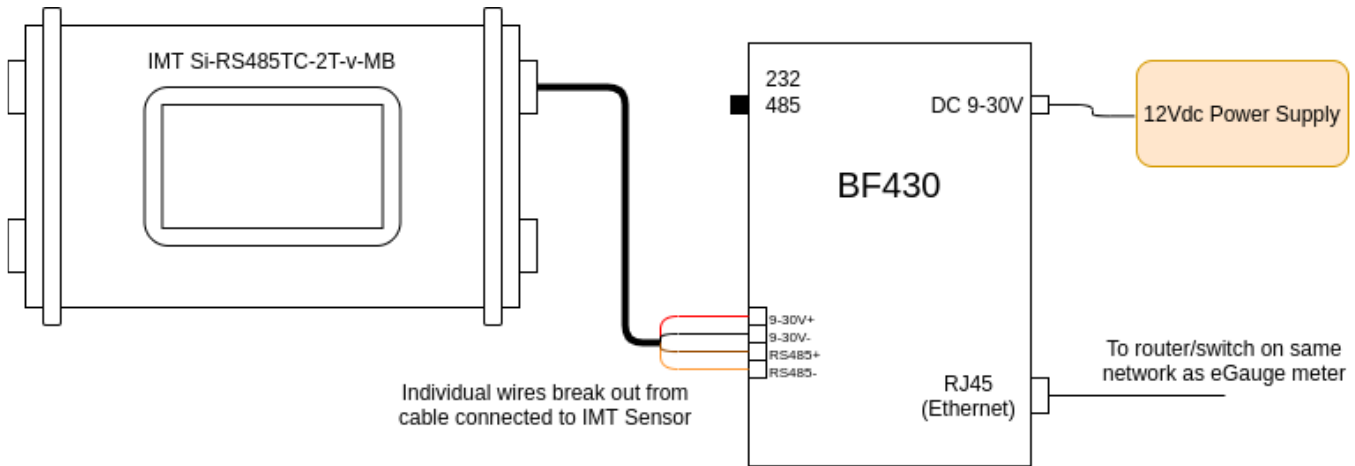 IMT Si-RS485TC-2T-v-MB
232
485
DC 9-30V
12Vdc Power Supply
BF430
9-30V+
9-30V-
RS485+
RS485-
Individual wires break out from
cable connected to IMT Sensor
RJ45
(Ethernet)
To router/switch on same
network as eGauge meter